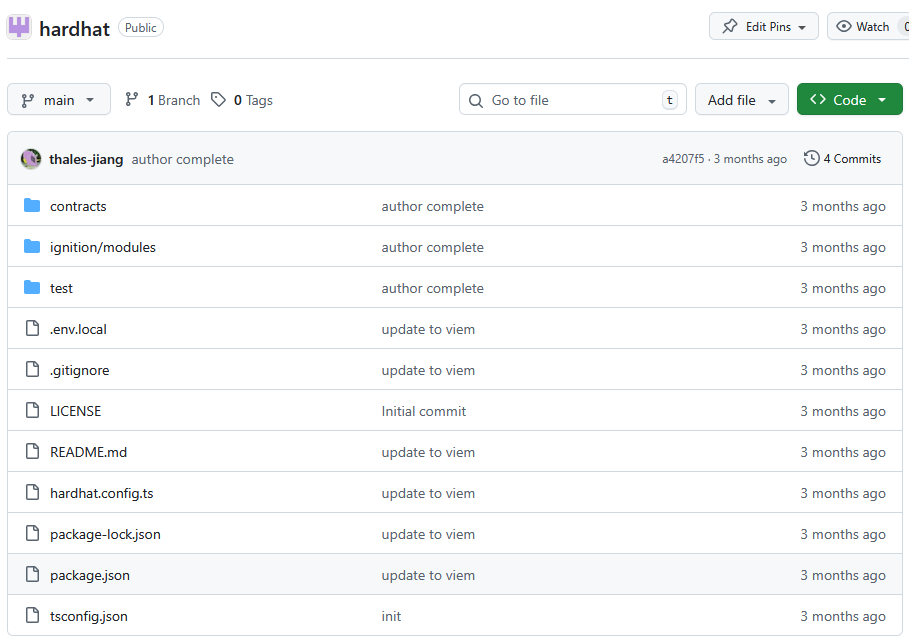 hardhat Public Edit Pins Watch 0
main 1 Branch 0 Tags Go to file t Add file Code
thales-jiang author complete a4207f5 · 3 months ago 4 Commits
contracts author complete 3 months ago
ignition/modules author complete 3 months ago
test author complete 3 months ago
.env.local update to viem 3 months ago
.gitignore update to viem 3 months ago
LICENSE Initial commit 3 months ago
README.md update to viem 3 months ago
hardhat.config.ts update to viem 3 months ago
package-lock.json update to viem 3 months ago
package.json update to viem 3 months ago
tsconfig.json init 3 months ago